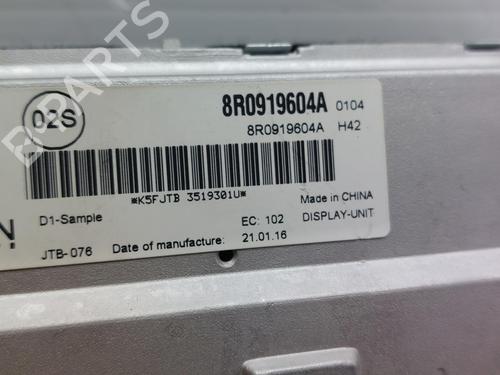 02S
8R0919604A 0104
8R0919604A H42
*K5FJTB 3519301U*
Made in CHINA
D1-Sample
EC: 102
DISPLAY-UNIT
JTB-076
Date of manufacture: 21.01.16
B-PARTS